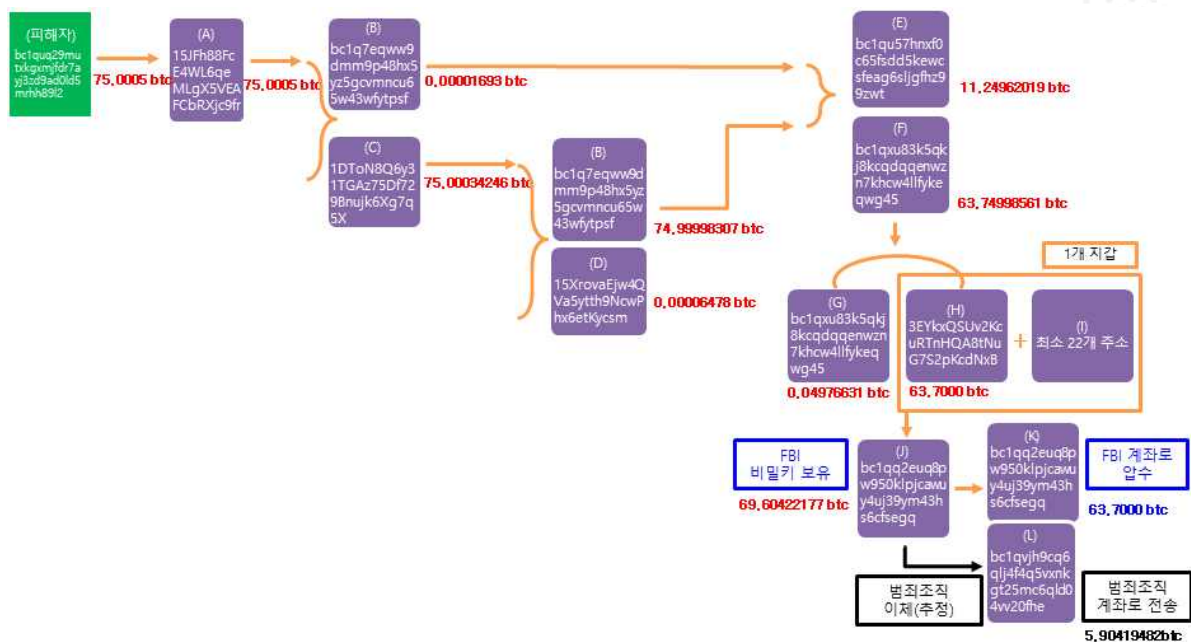 (피해자)
bc1quq29mu
txkgxmjfdr7a
yj3zd9ad0ld5
mrhh89l2
75,0005 btc
(A)
15JFh88Fc
E4WL6qe
MLgX5VEA
FCbRXjc9fr
75,0005 btc
(B)
bc1q7eqww9
dmm9p48hx5
yz5gcvmncu6
5w43wfytpsf
0,00001693 btc
(C)
1DToN8Q6y3
1TGAz75Df72
9Bnujk6Xg7q
5X
75,00034246 btc
(B)
bc1q7eqww9d
mm9p48hx5yz
5gcvmncu65w
43wfytpsf
74,99998307 btc
(D)
15XrovaEjw4Q
Va5ytth9NcwP
hx6etKycsm
0,00006478 btc
(E)
bc1qu57hnxf0
c65fsdd5kewc
sfeag6sljgfhz9
9zwt
11,24962019 btc
(F)
bc1qxu83k5qk
j8kcqdqqenwz
n7khcw4llfyke
qwg45
63,74998561 btc
1개 지갑
(G)
bc1qxu83k5qkj
8kcqdqqenwzn
7khcw4llfykeq
wg45
0,04976631 btc
(H)
3EYkxQSUv2Kc
uRTnHQA8tNu
G7S2pKcdNxB
63,7000 btc
+
(I)
최소 22개 주소
FBI
비밀키 보유
69,60422177 btc
(J)
bc1qq2euq8p
w950klpjcawu
y4uj39ym43h
s6cfsegq
(K)
bc1qq2euq8p
w950klpjcawu
y4uj39ym43h
s6cfsegq
FBI 계좌로
압수
63,7000 btc
범죄조직
이체(추정)
(L)
bc1qvjh9cq6
qlj4f4q5vxnk
gt25mc6qld0
4vv20fhe
범죄조직
계좌로 전송
5,90419482btc